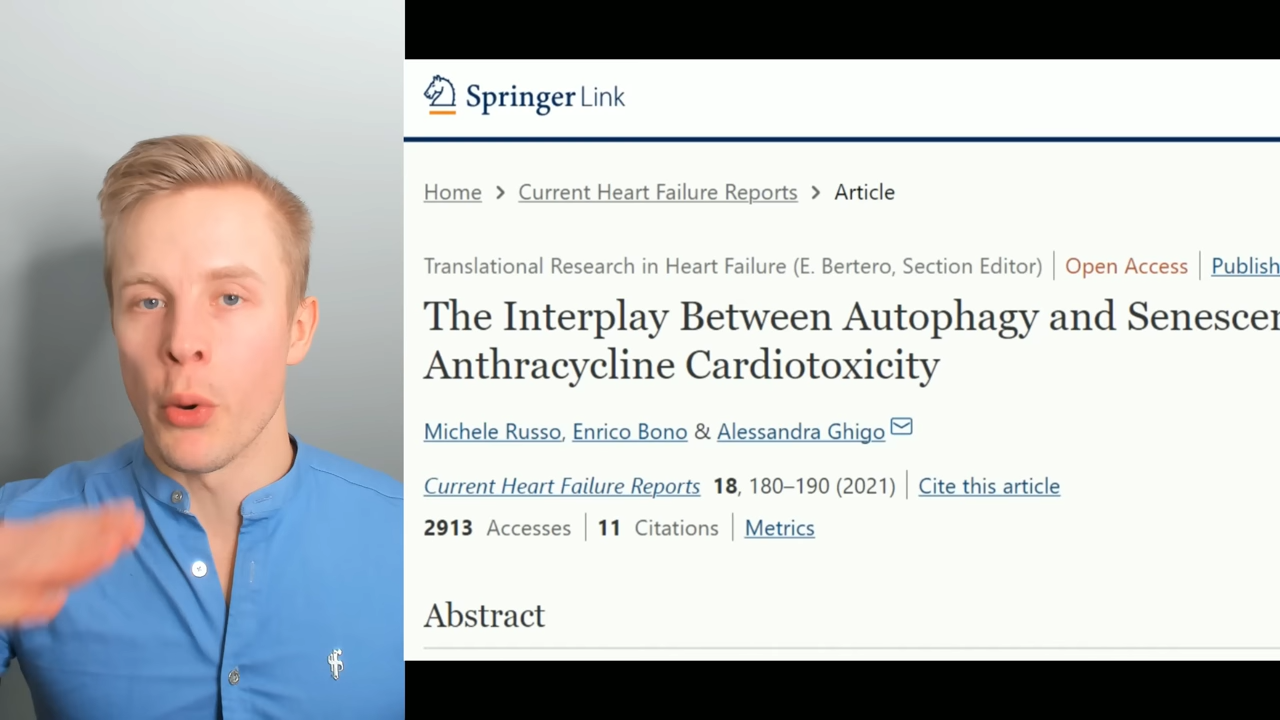 Springer Link
Home > Current Heart Failure Reports > Article
Translational Research in Heart Failure (E. Bertero, Section Editor) | Open Access | Publish
The Interplay Between Autophagy and Senescen
Anthracycline Cardiotoxicity
Michele Russo, Enrico Bono & Alessandra Ghigo
Current Heart Failure Reports 18, 180–190 (2021) | Cite this article
2913 Accesses | 11 Citations | Metrics
Abstract